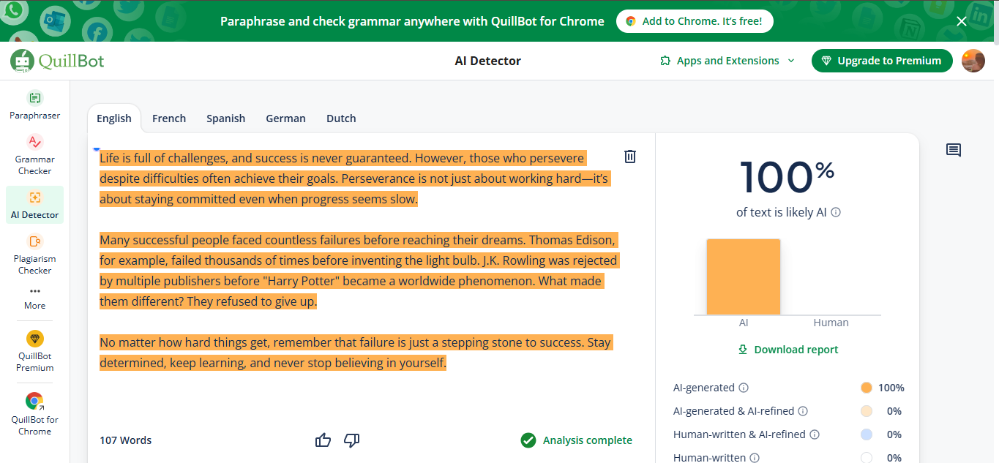 Paraphrase and check grammar anywhere with QuillBot for Chrome
Add to Chrome. It's free!
QuillBot
AI Detector
Apps and Extensions
Upgrade to Premium
Paraphraser
Grammar
Checker
AI Detector
Plagiarism
Checker
More
QuillBot
Premium
QuillBot for
Chrome
English French Spanish German Dutch
Life is full of challenges, and success is never guaranteed. However, those who persevere
despite difficulties often achieve their goals. Perseverance is not just about working hard—it's
about staying committed even when progress seems slow.
Many successful people faced countless failures before reaching their dreams. Thomas Edison,
for example, failed thousands of times before inventing the light bulb. J.K. Rowling was rejected
by multiple publishers before "Harry Potter" became a worldwide phenomenon. What made
them different? They refused to give up.
No matter how hard things get, remember that failure is just a stepping stone to success. Stay
determined, keep learning, and never stop believing in yourself.
107 Words
Analysis complete
100%
of text is likely AI
AI Human
Download report
AI-generated 100%
AI-generated & AI-refined 0%
Human-written & AI-refined 0%
Human-written 0%